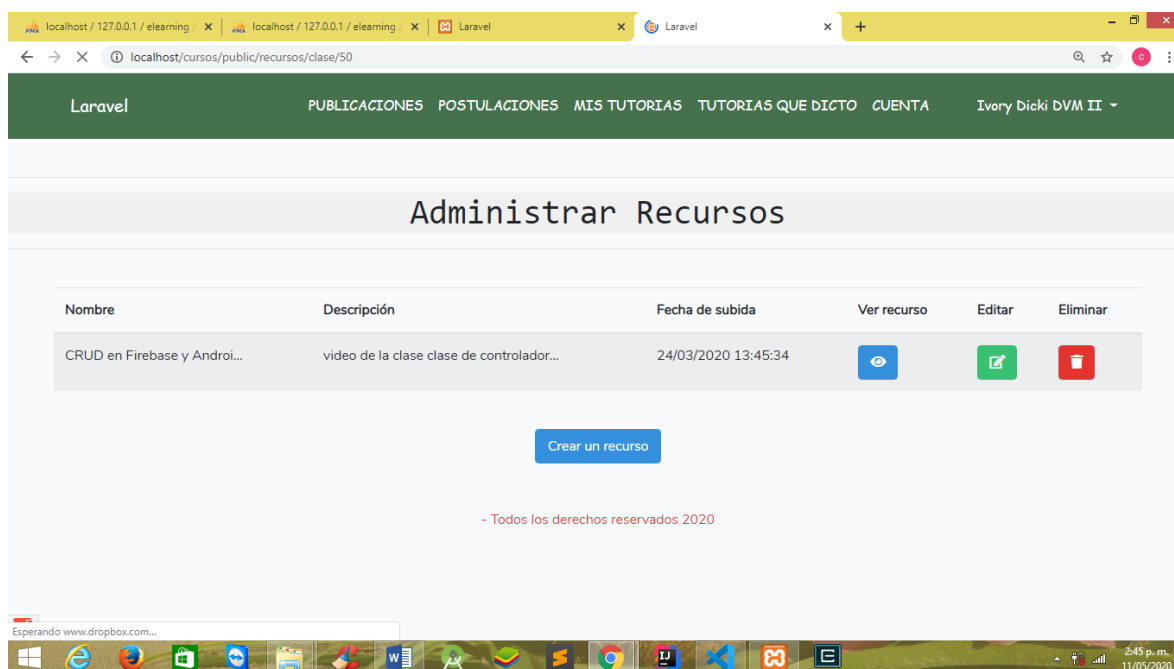 localhost / 127.0.0.1 / elearning / localhost / 127.0.0.1 / elearning / Laravel Laravel
localhost/cursos/public/recursos/clase/50 c
Laravel PUBLICACIONES POSTULACIONES MIS TUTORIAS TUTORIAS QUE DICTO CUENTA Ivory Dicki DVM II
Administrar Recursos
Nombre Descripción Fecha de subida Ver recurso Editar Eliminar
CRUD en Firebase y Androi... video de la clase clase de controlador... 24/03/2020 13:45:34
Crear un recurso
- Todos los derechos reservados 2020
Esperando www.dropbox.com...
2:45 p. m.
11/05/2020